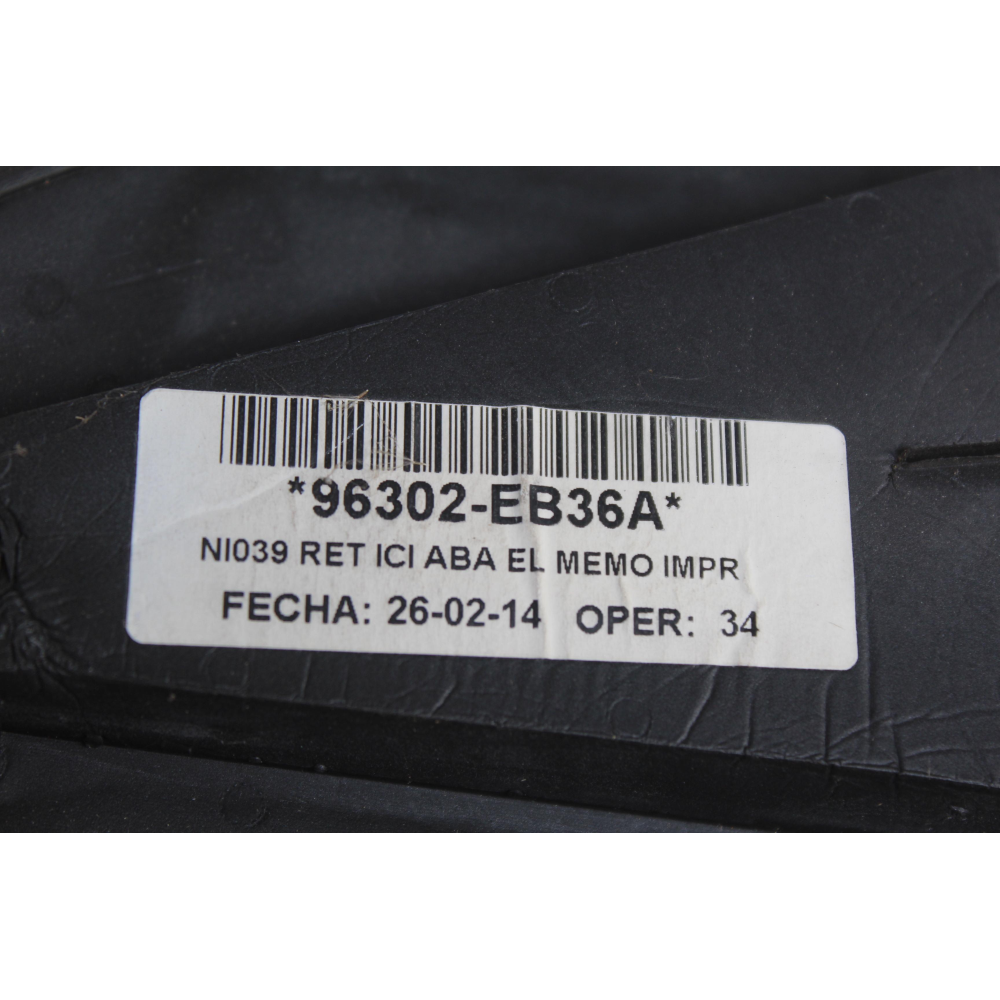 *96302-EB36A*
NI039 RET ICI ABA EL MEMO IMPR
FECHA: 26-02-14 OPER: 34